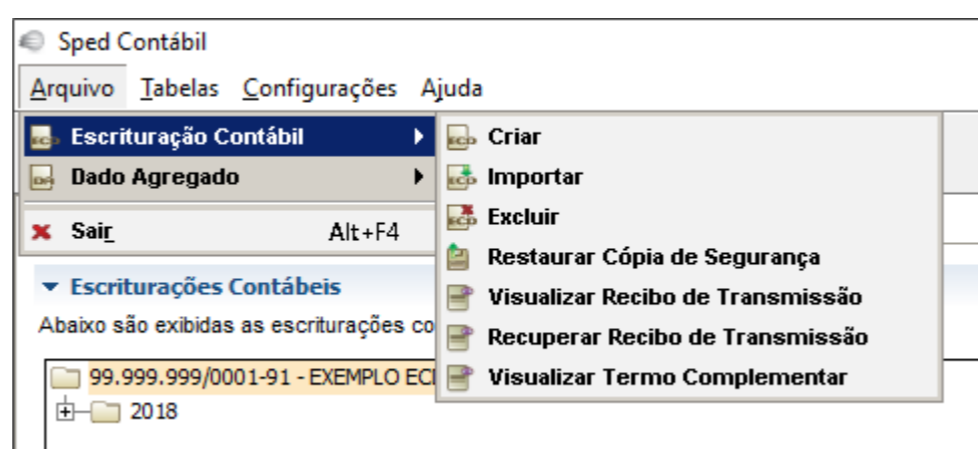 Sped Contábil
Arquivo Tabelas Configurações Ajuda
Escrituração Contábil
Dado Agregado
Sair Alt+F4
Criar
Importar
Excluir
Restaurar Cópia de Segurança
Visualizar Recibo de Transmissão
Recuperar Recibo de Transmissão
Visualizar Termo Complementar
Escriturações Contábeis
Abaixo são exibidas as escriturações
99.999.999/0001-91 - EXEMPLO
2018